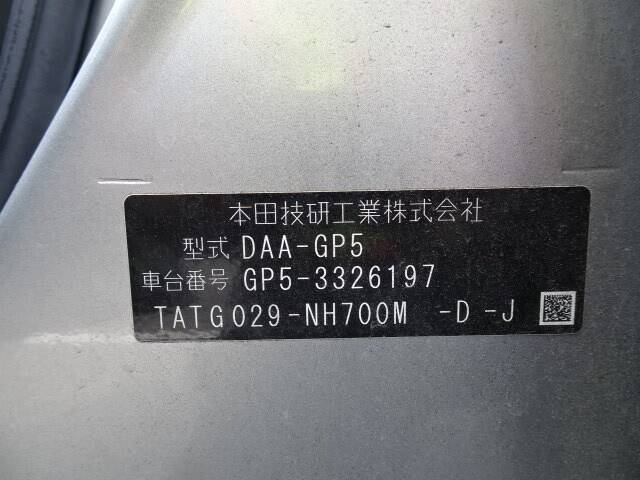 本田技研工業株式会社
型式 DAA-GP5
車台番号 GP5-3326197
TATG029-NH700M -D -J